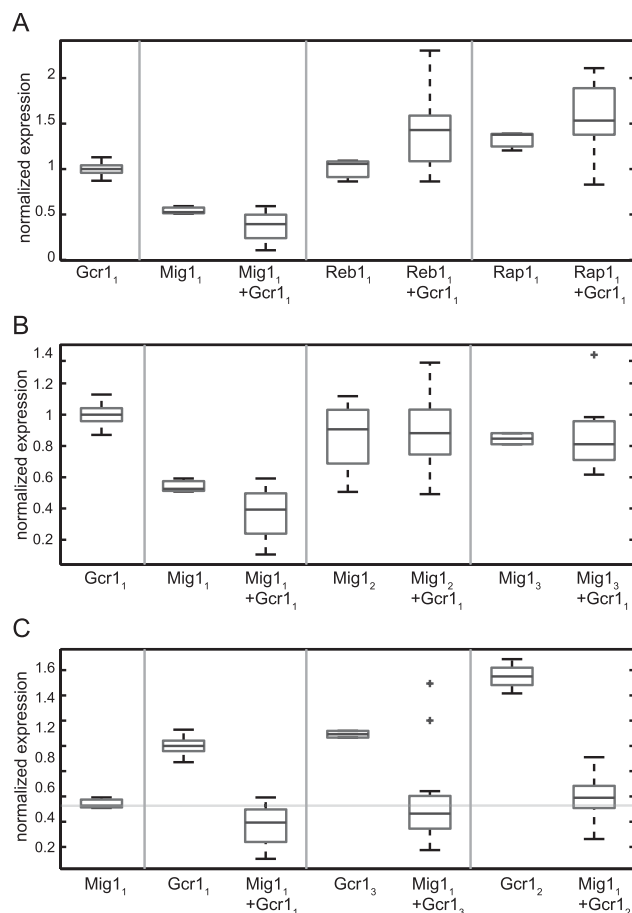 A
normalized expression
2
1.5
1
0.5
0
Gcr1₁ Mig1₁ Mig1₁ Reb1₁ Reb1₁ Rap1₁ Rap1₁
+Gcr1₁ +Gcr1₁ +Gcr1₁
B
normalized expression
1.4
1.2
1
0.8
0.6
0.4
0.2
Gcr1₁ Mig1₁ Mig1₁ Mig1₂ Mig1₂ Mig1₃ Mig1₃
+Gcr1₁ +Gcr1₁ +Gcr1₁
C
normalized expression
1.6
1.4
1.2
1.0
0.8
0.6
0.4
0.2
Mig1₁ Gcr1₁ Mig1₁ Gcr1₃ Mig1₁ Gcr1₂ Mig1₁
+Gcr1₁ +Gcr1₃ +Gcr1₂